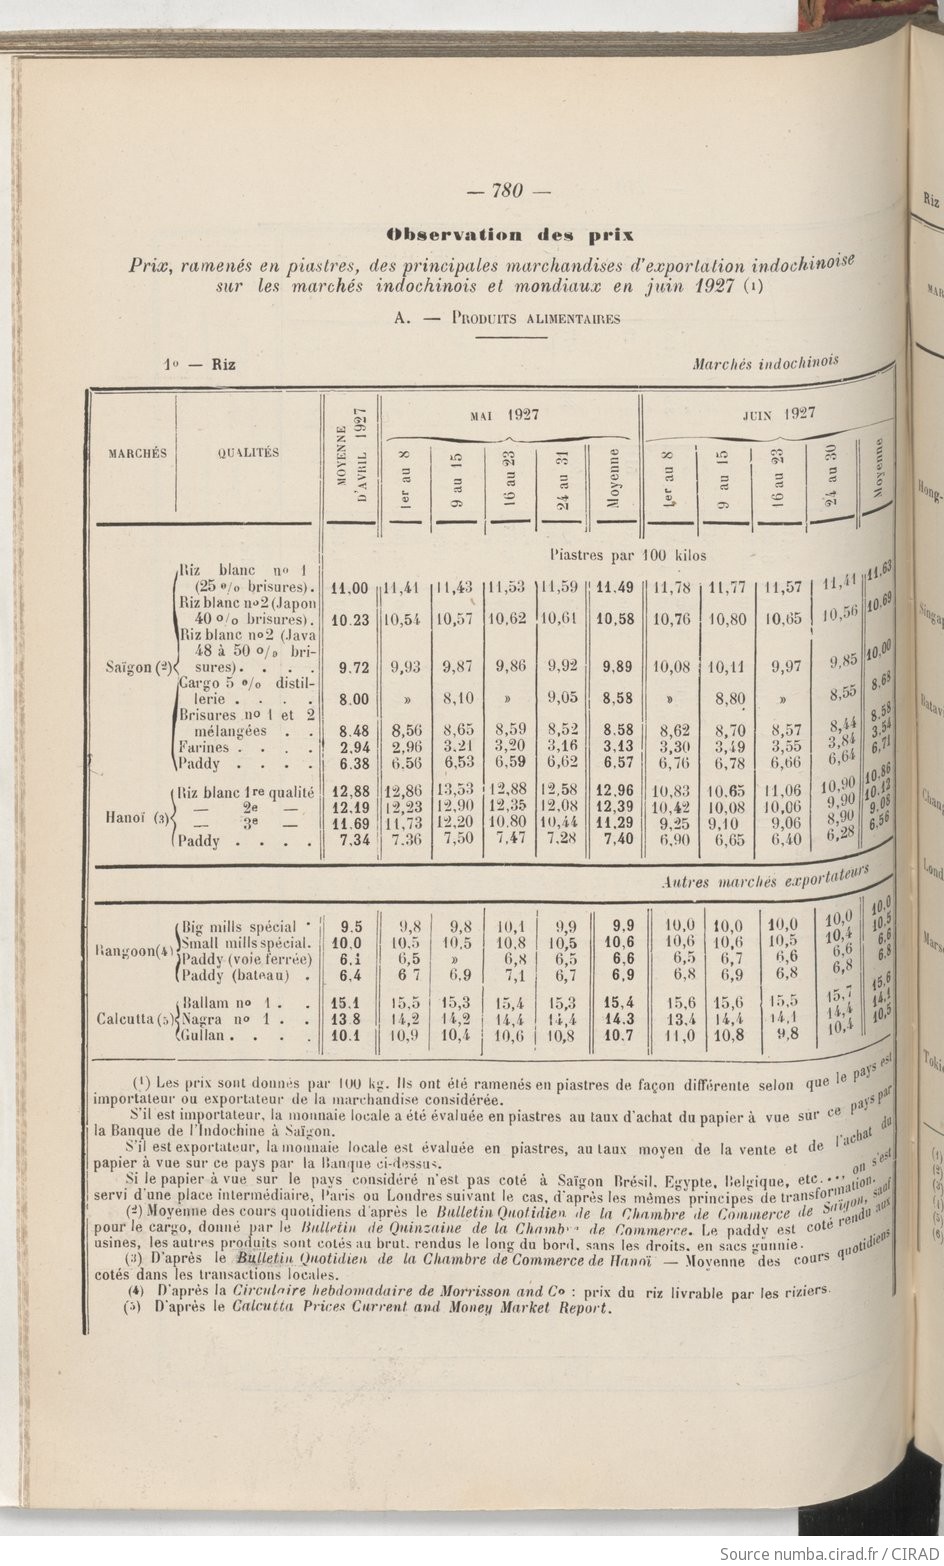 — 780 —
Observation des prix
Prix, ramenés en piastres, des principales marchandises d'exportation indochinoise
sur les marchés indochinois et mondiaux en juin 1927 (1)
A. — PRODUITS ALIMENTAIRES
1º — Riz Marchés indochinois
MARCHÉS QUALITÉS MOYENNE D'AVRIL 1927 MAI 1927 JUIN 1927
1er au 8 9 au 15 16 au 23 24 au 31 Moyenne 1er au 8 9 au 15 16 au 23 24 au 30 Moyenne
Piastres par 100 kilos
Riz blanc nº 1
(25 º/o brisures). 11.00 11,41 11,43 11,53 11,59 11.49 11,78 11,77 11,57 11,41 11.63
Riz blanc nº2 (Japon
40 º/o brisures). 10.23 10,54 10,57 10,62 10,61 10,58 10,76 10,80 10,65 10,56 10,69
Riz blanc nº2 (Java
48 à 50 º/o bri-
Saïgon (2) sures). . . . 9.72 9,93 9,87 9,86 9,92 9,89 10,08 10,11 9,97 9,85 10,00
Cargo 5 º/o distil-
lerie . . . . 8.00 » 8,10 » 9,05 8,58 » 8,80 » 8,55 8,68
Brisures nº 1 et 2
mélangées . . 8.48 8,56 8,65 8,59 8,52 8.58 8,62 8,70 8,57 8,44 8.58
Farines . . . . 2.94 2,96 3.21 3,20 3,16 3.13 3,30 3,49 3,55 3,84 3.54
Paddy . . . . 6.38 6.56 6,53 6,59 6,62 6.57 6,76 6,78 6,66 6,64 6,71
Riz blanc 1re qualité 12,88 12,86 13,53 12,88 12,58 12.96 10,83 10.65 11,06 10,90 10.86
— 2e — 12.19 12,23 12.90 12,35 12,08 12,39 10,42 10,08 10,06 9,90 10.12
Hanoï (3) — 3e — 11.69 11,73 12,20 10,80 10,44 11.29 9,25 9,10 9,06 8,90 9.08
Paddy . . . . 7,34 7.36 7,50 7,47 7,28 7,40 6,90 6,65 6,40 6,28 6.56
Autres marchés exportateurs
Big mills spécial 9.5 9,8 9,8 10,1 9,9 9,9 10,0 10,0 10,0 10,0 10,0
Small mills spécial. 10.0 10,5 10,5 10,8 10,5 10,6 10,6 10,6 10,5 10,4 10,5
Rangoon (4) Paddy (voie ferrée) 6,1 6,5 » 6,8 6,5 6,6 6,5 6,7 6,6 6,6 6,6
Paddy (bateau) . 6,4 6 7 6,9 7,1 6,7 6,9 6,8 6,9 6,8 6,8 6,8
Ballam nº 1 . . 15.1 15,5 15,3 15,4 15,3 15,4 15,6 15,6 15,5 15,7 15,6
Calcutta (5) Nagra nº 1 . . 13.8 14,2 14,2 14,4 14,4 14.3 13,4 14,4 14,1 14,4 14,1
Gullan . . . . 10.1 10,9 10,4 10,6 10,8 10.7 11,0 10,8 9,8 10,4 10,5
(1) Les prix sont donnés par 100 kg. Ils ont été ramenés en piastres de façon différente selon que le pays est
importateur ou exportateur de la marchandise considérée.
S'il est importateur, la monnaie locale a été évaluée en piastres au taux d'achat du papier à vue sur ce pays par
la Banque de l'Indochine à Saïgon.
S'il est exportateur, la monnaie locale est évaluée en piastres, au taux moyen de la vente et de l'achat du
papier à vue sur ce pays par la Banque ci-dessus.
Si le papier à vue sur le pays considéré n'est pas coté à Saïgon Brésil, Egypte, Belgique, etc...., on s'est
servi d'une place intermédiaire, Paris ou Londres suivant le cas, d'après les mêmes principes de transformation.
(2) Moyenne des cours quotidiens d'après le Bulletin Quotidien de la Chambre de Commerce de Saïgon, sauf
pour le cargo, donné par le Bulletin de Quinzaine de la Chambre de Commerce. Le paddy est coté rendu aux
usines, les autres produits sont cotés au brut, rendus le long du bord, sans les droits, en sacs gunnie.
(3) D'après le Bulletin Quotidien de la Chambre de Commerce de Hanoï — Moyenne des cours quotidiens
cotés dans les transactions locales.
(4) D'après la Circulaire hebdomadaire de Morrisson and Cº : prix du riz livrable par les riziers.
(5) D'après le Calcutta Prices Current and Money Market Report.
Riz
Source numba.cirad.fr / CIRAD